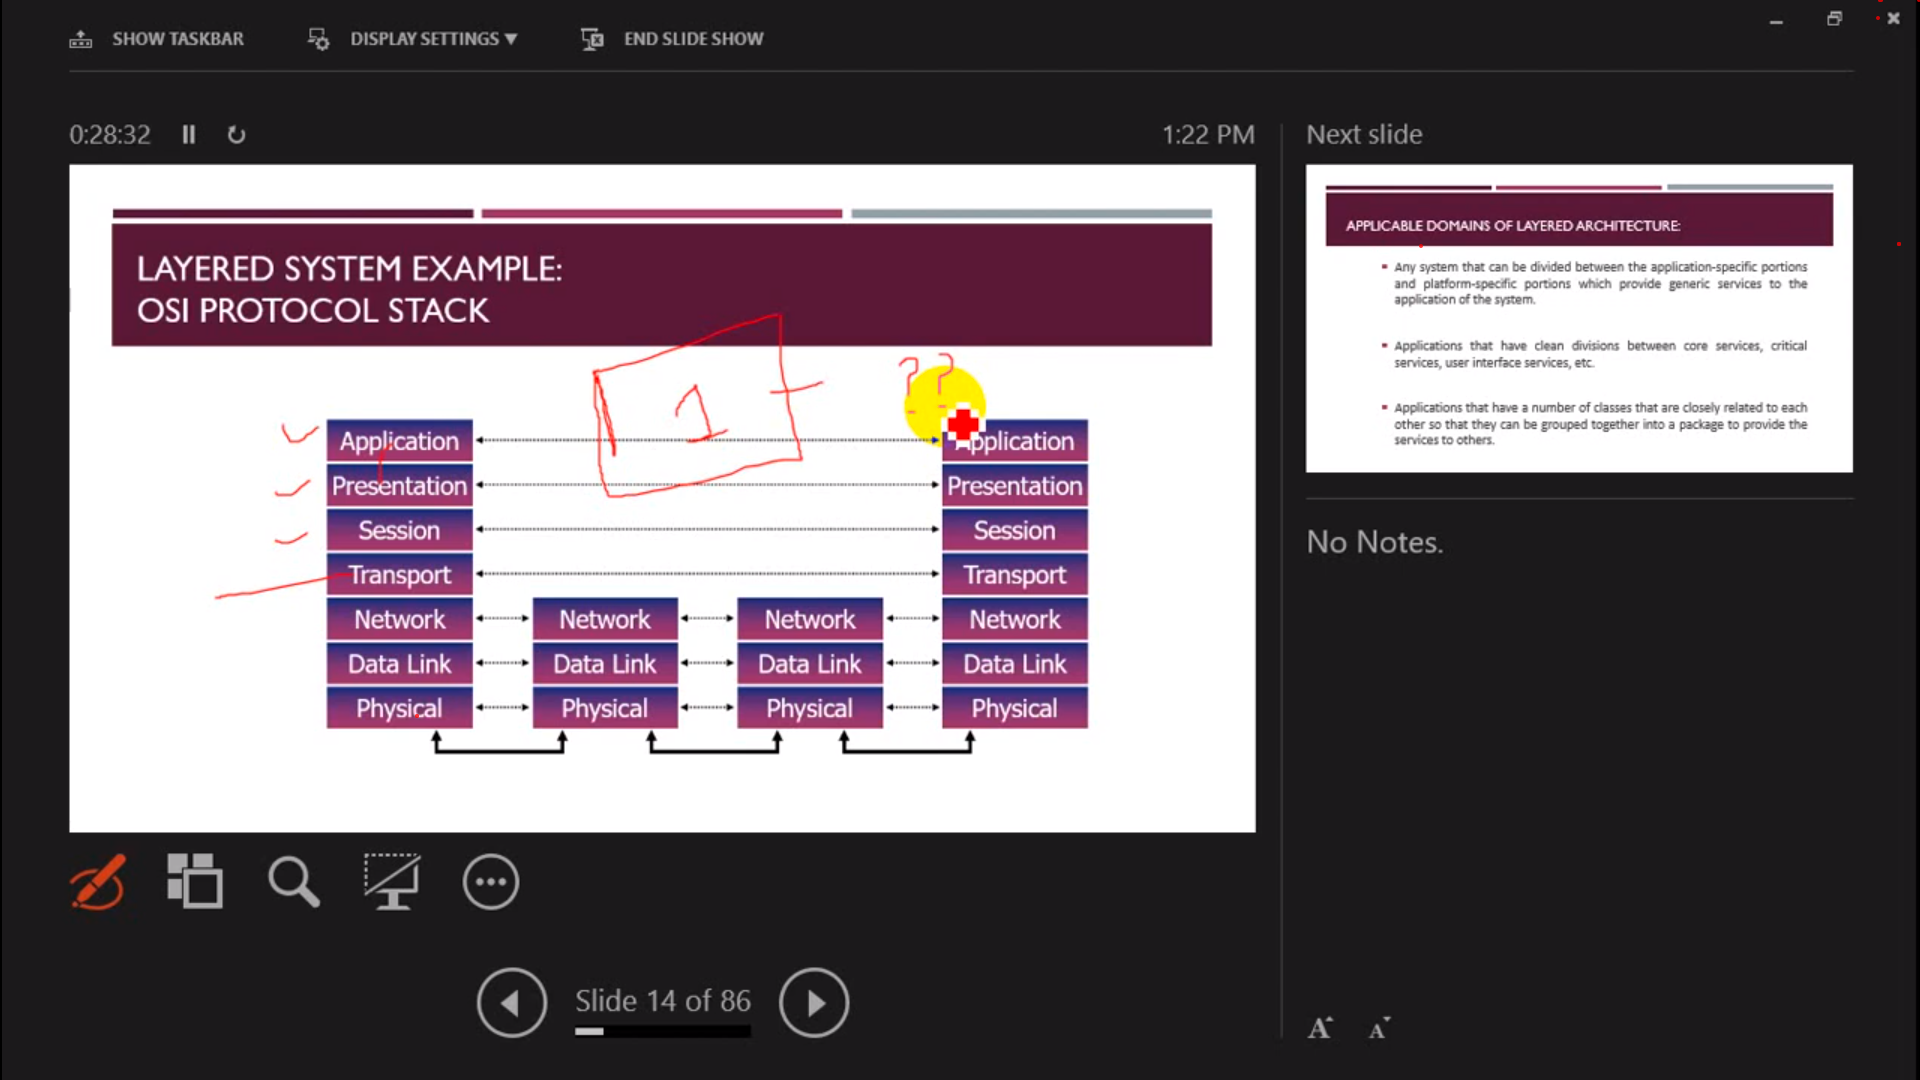 SHOW TASKBAR DISPLAY SETTINGS ▼ END SLIDE SHOW
0:28:32 1:22 PM Next slide
LAYERED SYSTEM EXAMPLE:
OSI PROTOCOL STACK
1 ??
Application Application
Presentation Presentation
Session Session
Transport Transport
Network Network Network Network
Data Link Data Link Data Link Data Link
Physical Physical Physical Physical
APPLICABLE DOMAINS OF LAYERED ARCHITECTURE:
▪ Any system that can be divided between the application-specific portions
and platform-specific portions which provide generic services to the
application of the system.
▪ Applications that have clean divisions between core services, critical
services, user interface services, etc.
▪ Applications that have a number of classes that are closely related to each
other so that they can be grouped together into a package to provide the
services to others.
No Notes.
Slide 14 of 86
A A